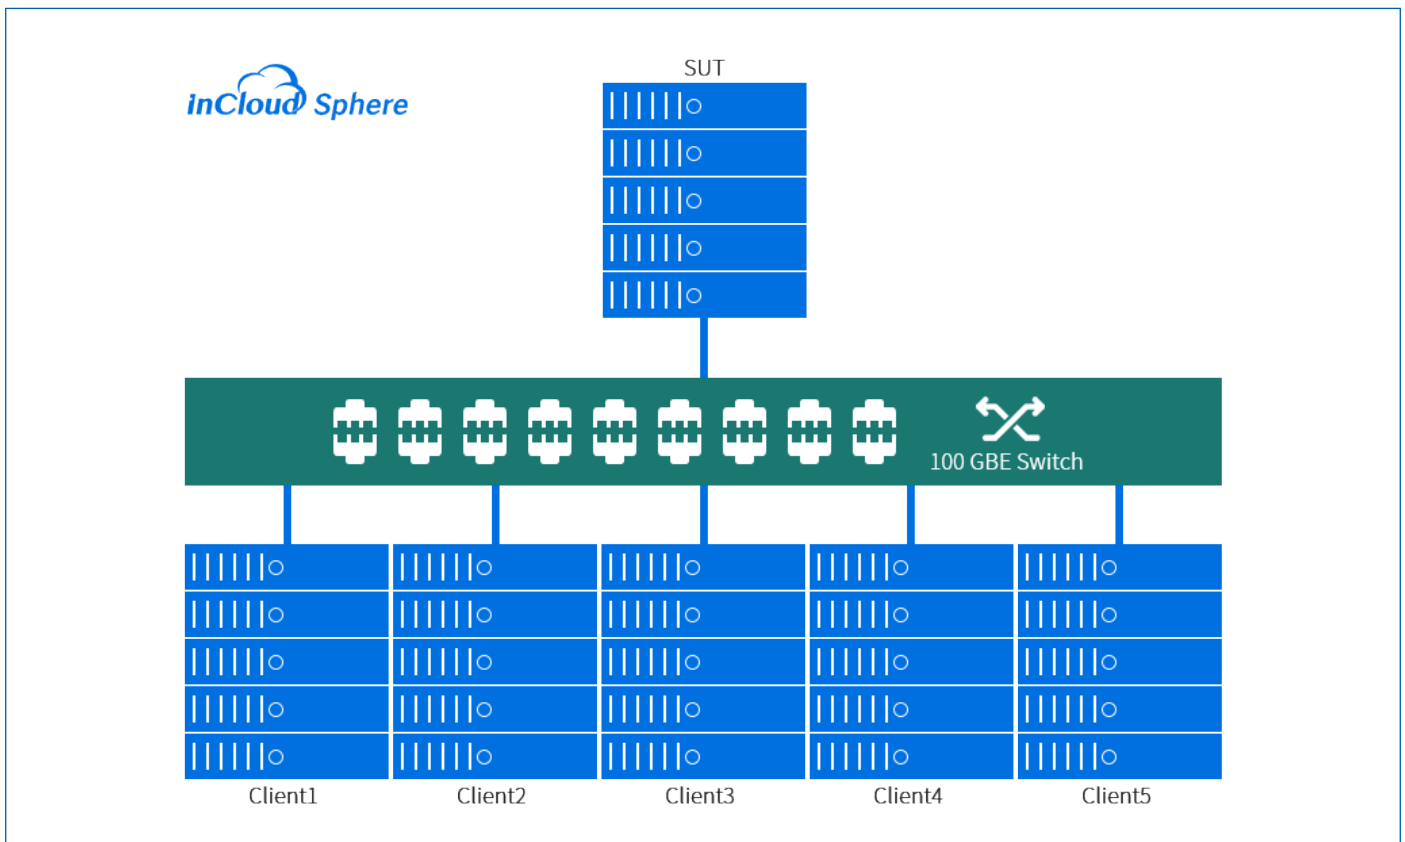 inCloud Sphere
SUT
100 GBE Switch
Client1
Client2
Client3
Client4
Client5